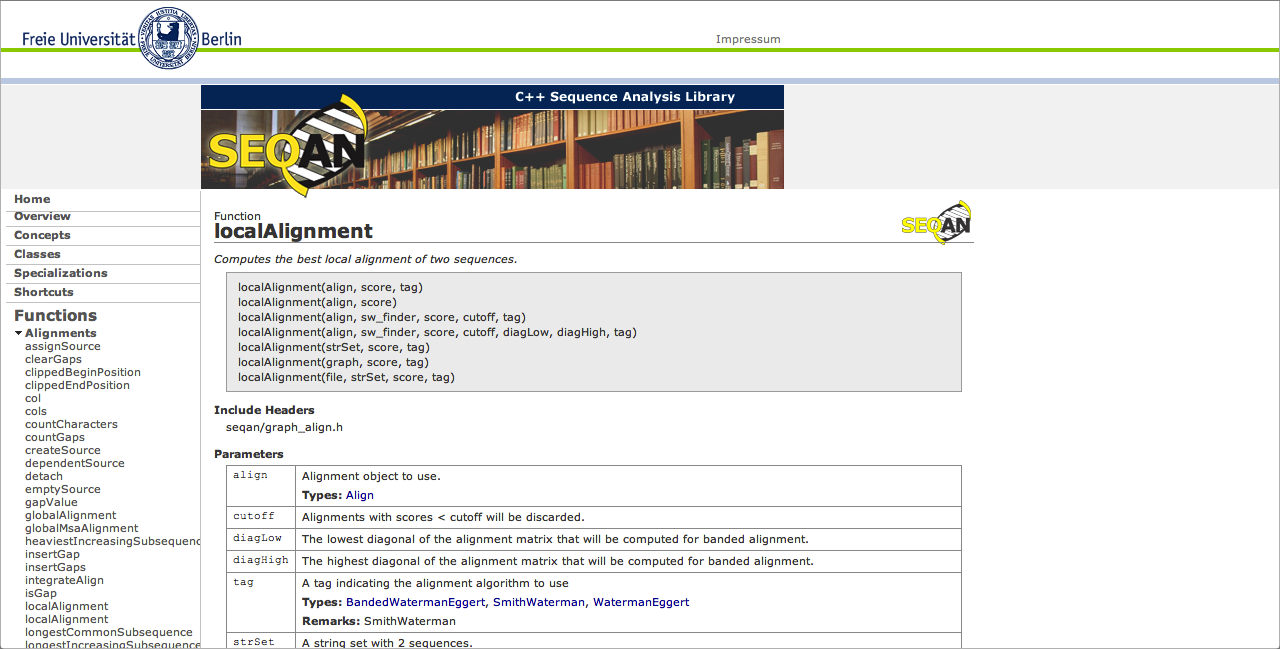 Freie Universität Berlin
Impressum
C++ Sequence Analysis Library
SEQAN
Home
Overview
Concepts
Classes
Specializations
Shortcuts
Functions
Alignments
assignSource
clearGaps
clippedBeginPosition
clippedEndPosition
col
cols
countCharacters
countGaps
createSource
dependentSource
detach
emptySource
gapValue
globalAlignment
globalMsaAlignment
heaviestIncreasingSubsequenc
insertGap
insertGaps
integrateAlign
isGap
localAlignment
localAlignment
longestCommonSubsequence
longestIncreasingSubsequence
Function
localAlignment
SEQAN
Computes the best local alignment of two sequences.
localAlignment(align, score, tag)
localAlignment(align, score)
localAlignment(align, sw_finder, score, cutoff, tag)
localAlignment(align, sw_finder, score, cutoff, diagLow, diagHigh, tag)
localAlignment(strSet, score, tag)
localAlignment(graph, score, tag)
localAlignment(file, strSet, score, tag)
Include Headers
seqan/graph_align.h
Parameters
align Alignment object to use.
Types: Align
cutoff Alignments with scores < cutoff will be discarded.
diagLow The lowest diagonal of the alignment matrix that will be computed for banded alignment.
diagHigh The highest diagonal of the alignment matrix that will be computed for banded alignment.
tag A tag indicating the alignment algorithm to use
Types: BandedWatermanEggert, SmithWaterman, WatermanEggert
Remarks: SmithWaterman
strSet A string set with 2 sequences.